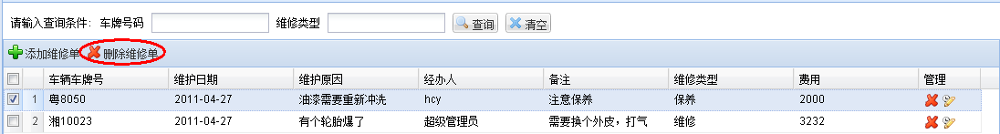 请输入查询条件： 车牌号码 维修类型 查询 清空
添加维修单 删除维修单
车辆车牌号 维护日期 维护原因 经办人 备注 维修类型 费用 管理
1 粤8050 2011-04-27 油漆需要重新冲洗 hcy 注意保养 保养 2000
2 湘10023 2011-04-27 有个轮胎爆了 超级管理员 需要换个外皮，打气 维修 3232